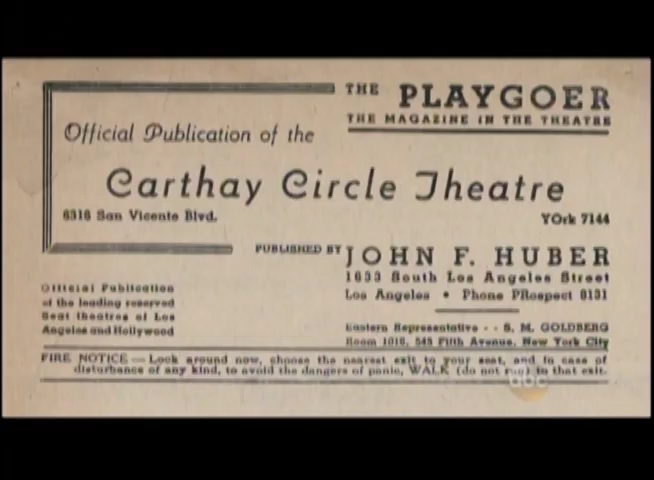 THE PLAYGOER
THE MAGAZINE IN THE THEATRE
Official Publication of the
Carthay Circle Theatre
6316 San Vicente Blvd.
YOrk 7144
PUBLISHED BY JOHN F. HUBER
1633 South Los Angeles Street
Los Angeles • Phone PRospect 8131
Official Publication
of the leading reserved
Seat theatres of Los
Angeles and Hollywood
Eastern Representative - - S. M. GOLDBERG
Room 1016, 545 Fifth Avenue, New York City
FIRE NOTICE — Look around now, choose the nearest exit to your seat, and in case of
disturbance of any kind, to avoid the dangers of panic, WALK (do not run) to that exit.
abc